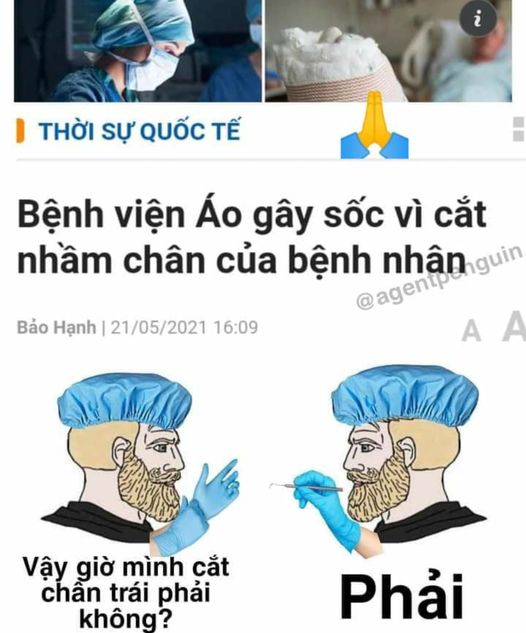 THỜI SỰ QUỐC TẾ
Bệnh viện Áo gây sốc vì cắt
nhầm chân của bệnh nhân
@agentpenguin
Bảo Hạnh | 21/05/2021 16:09
A A
Vậy giờ mình cắt
chân trái phải
không?
Phải